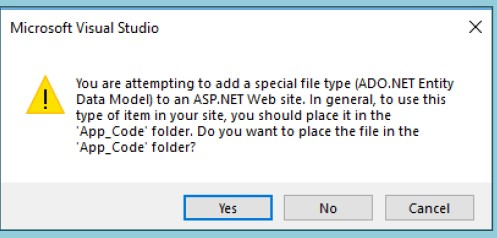 Microsoft Visual Studio
You are attempting to add a special file type (ADO.NET Entity
Data Model) to an ASP.NET Web site. In general, to use this
type of item in your site, you should place it in the
'App_Code' folder. Do you want to place the file in the
'App_Code' folder?
Yes No Cancel